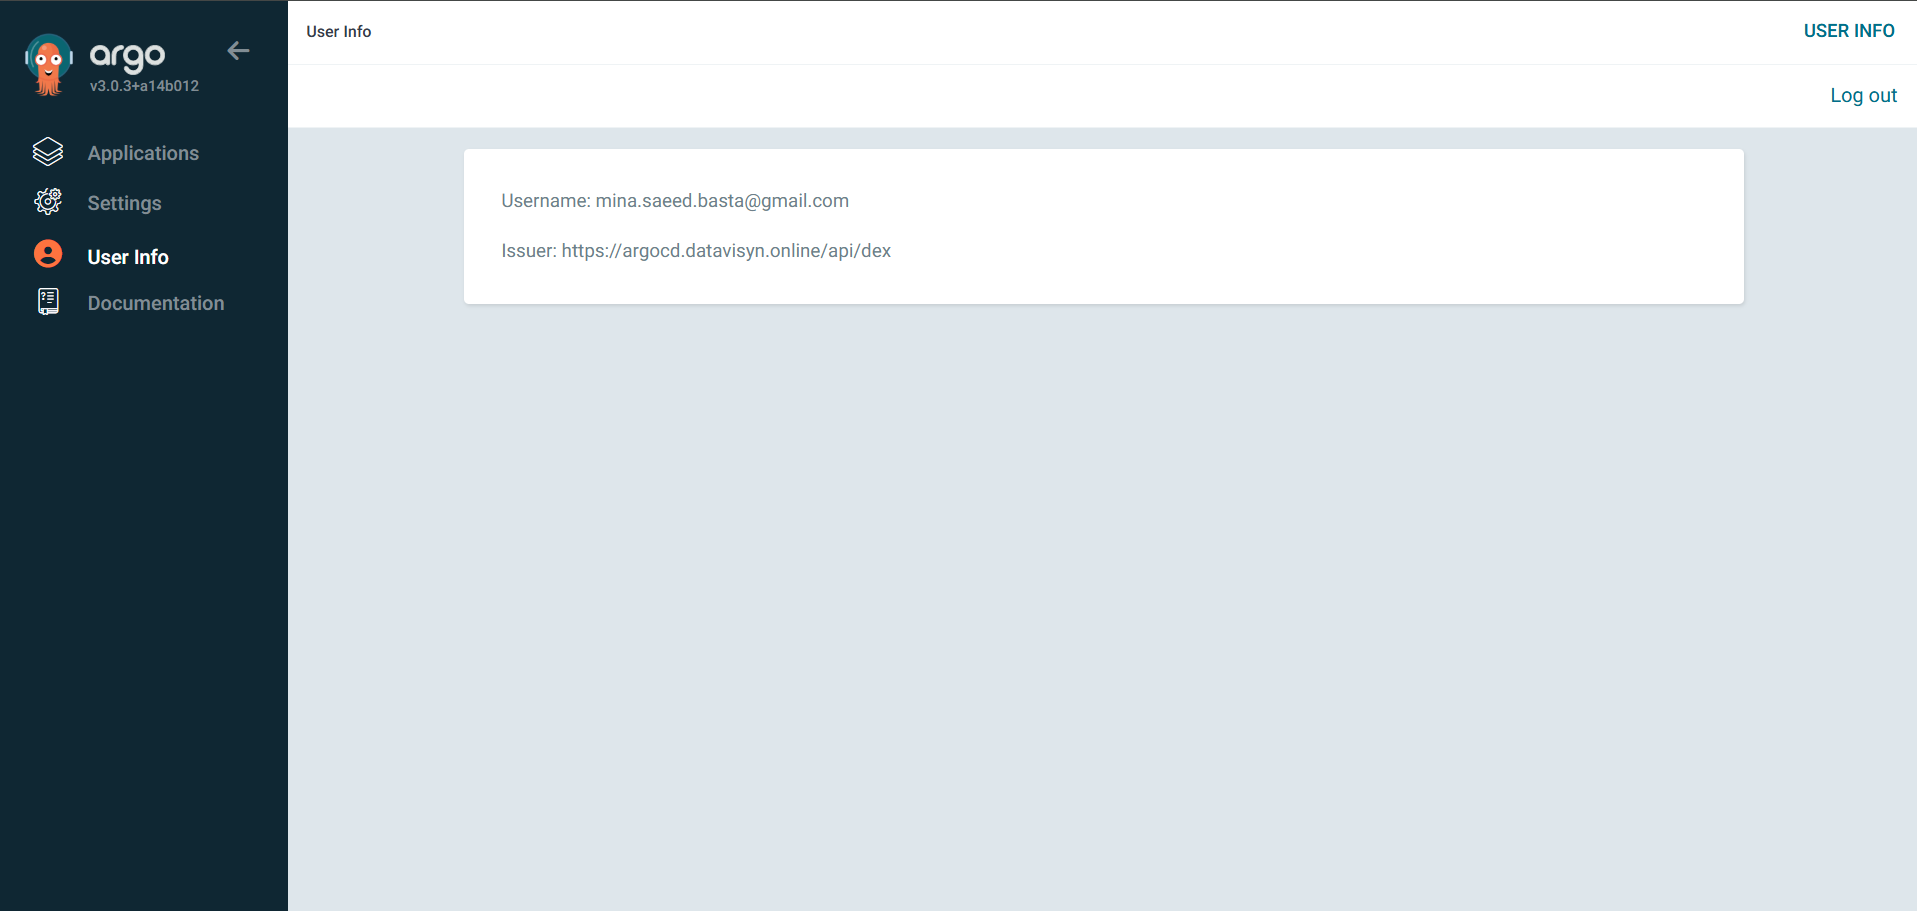 argo
v3.0.3+a14b012
Applications
Settings
User Info
Documentation
User Info
USER INFO
Log out
Username: mina.saeed.basta@gmail.com
Issuer: https://argocd.datavisyn.online/api/dex